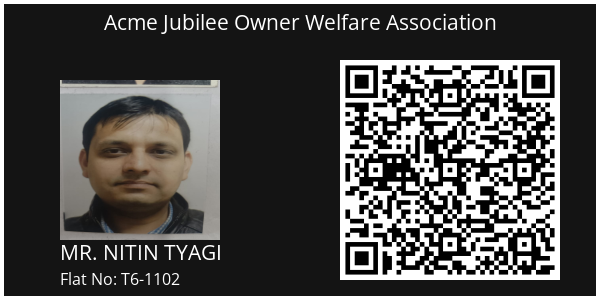 Acme Jubilee Owner Welfare Association
MR. NITIN TYAGI
Flat No: T6-1102